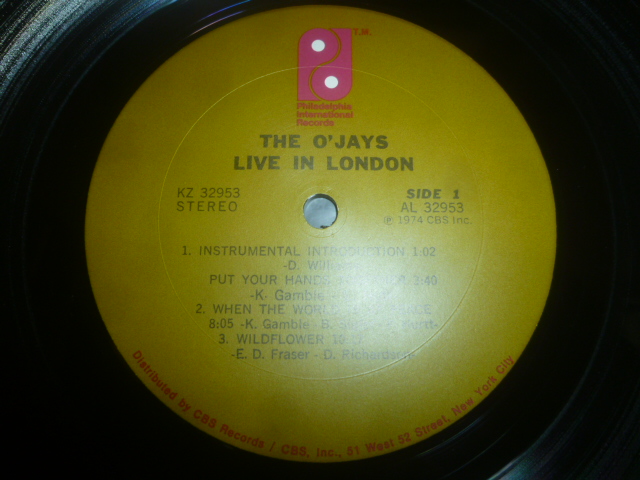 T.M.
Philadelphia
International
Records
THE O'JAYS
LIVE IN LONDON
KZ 32953
STEREO
SIDE 1
AL 32953
℗ 1974 CBS Inc.
1. INSTRUMENTAL INTRODUCTION 1:02
-D.
PUT YOUR HANDS
-K. Gamble
2. WHEN THE WORLD
8:05 -K. Gamble - B.
3. WILDFLOWER
-E. D. Fraser - D. Richardson-
Distributed by CBS Records / CBS, Inc., 51 West 52 Street, New York City